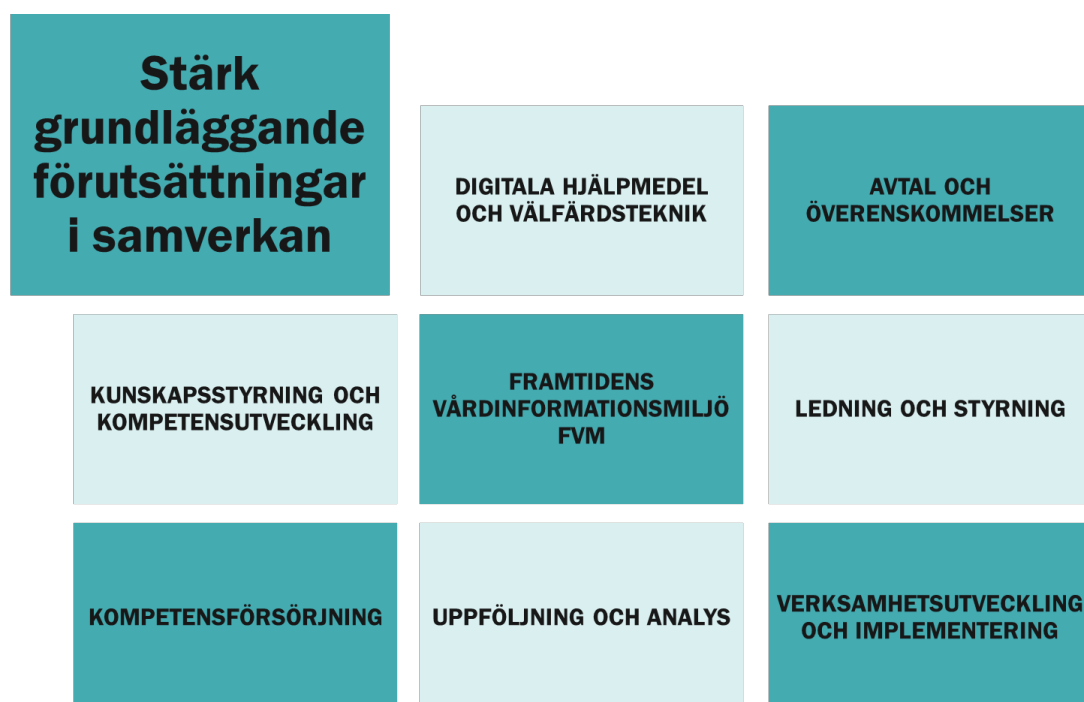 Stärk
grundläggande
förutsättningar
i samverkan
DIGITALA HJÄLPMEDEL
OCH VÄLFÄRDSTEKNIK
AVTAL OCH
ÖVERENSKOMMELSER
KUNSKAPSSTYRNING OCH
KOMPETENSUTVECKLING
FRAMTIDENS
VÅRDINFORMATIONSMILJÖ
FVM
LEDNING OCH STYRNING
KOMPETENSFÖRSÖRJNING
UPPFÖLJNING OCH ANALYS
VERKSAMHETSUTVECKLING
OCH IMPLEMENTERING